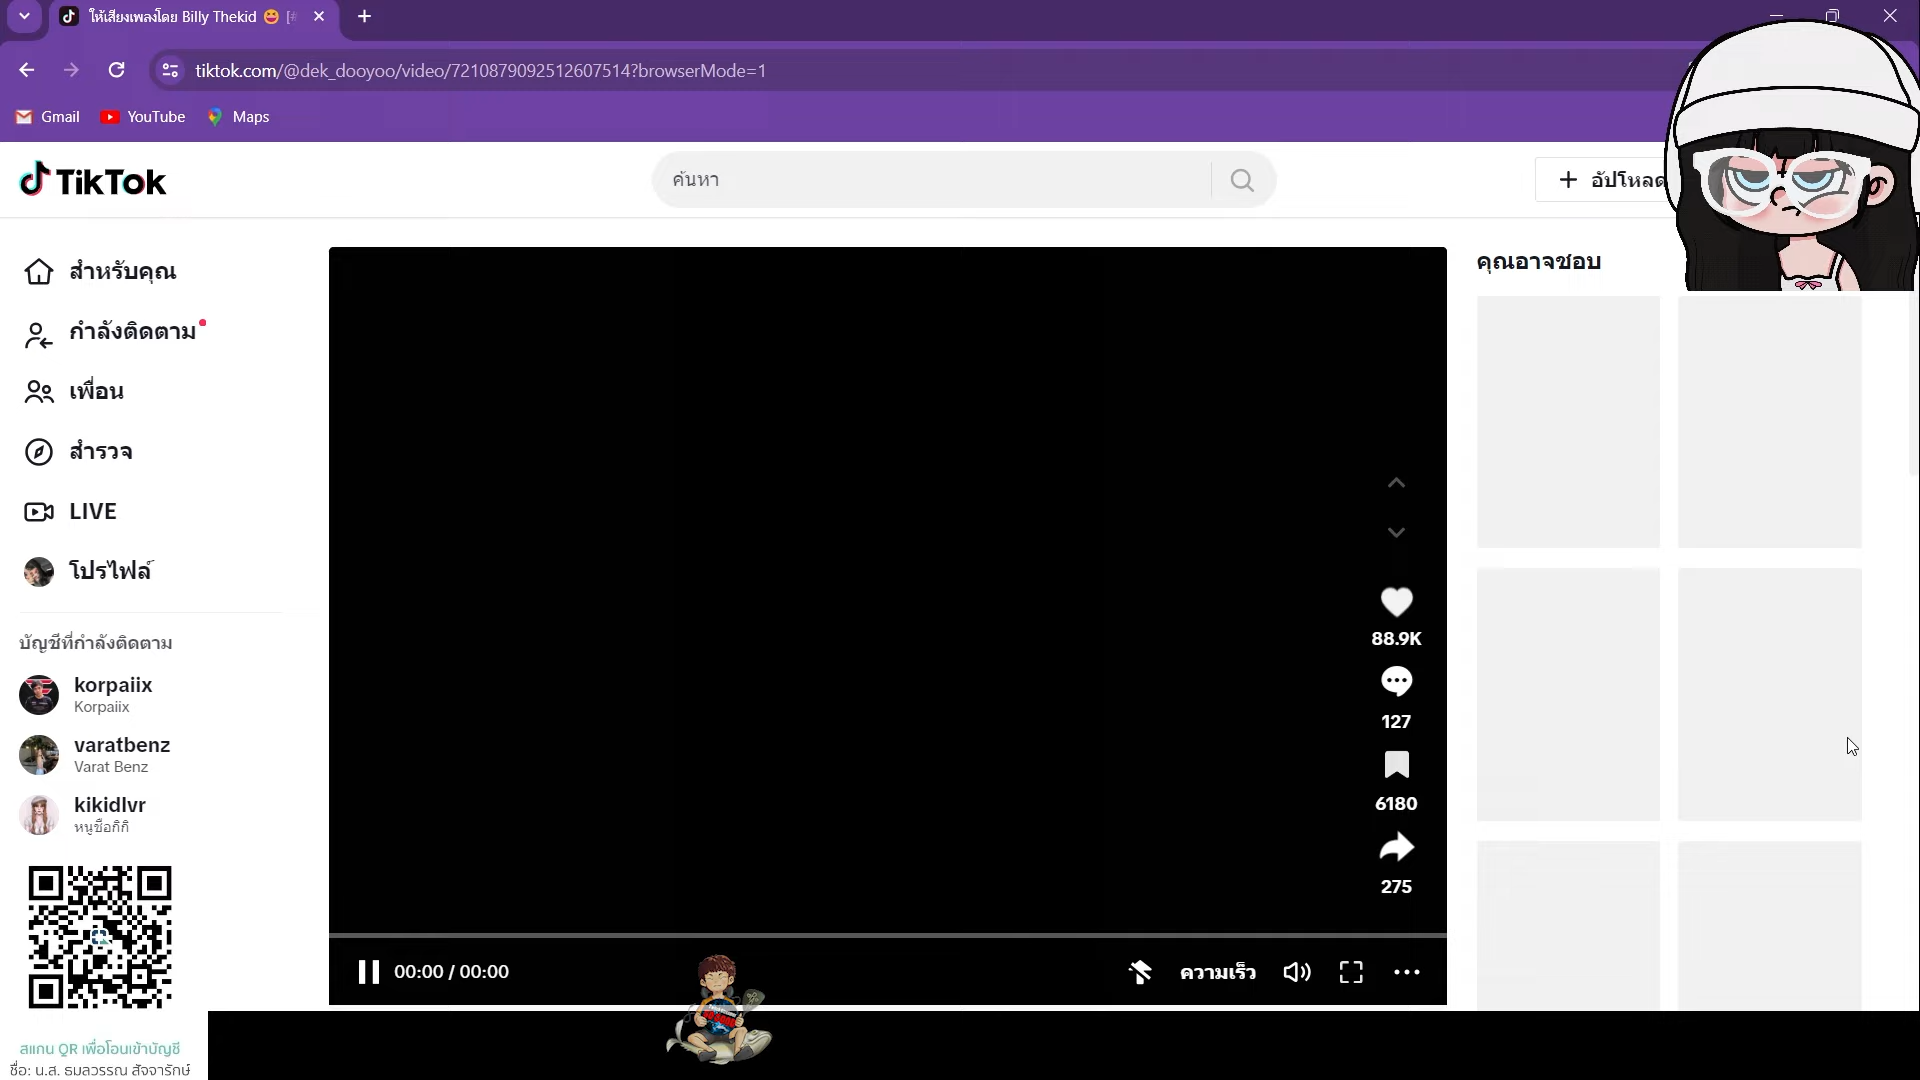 ให้เสียงเพลงโดย Billy Thekid 😆
tiktok.com/@dek_dooyoo/video/7210879092512607514?browserMode=1
Gmail YouTube Maps
TikTok
ค้นหา
อัปโหลด
สำหรับคุณ
กำลังติดตาม
เพื่อน
สำรวจ
LIVE
โปรไฟล์
บัญชีที่กำลังติดตาม
korpaiix
Korpaiix
varatbenz
Varat Benz
kikidlvr
หนูชื่อกิกิ
สแกน QR เพื่อโอนเข้าบัญชี
ชื่อ: น.ส. ธมลวรรณ สัจจารักษ์
88.9K
127
6180
275
00:00 / 00:00
ความเร็ว
คุณอาจชอบ